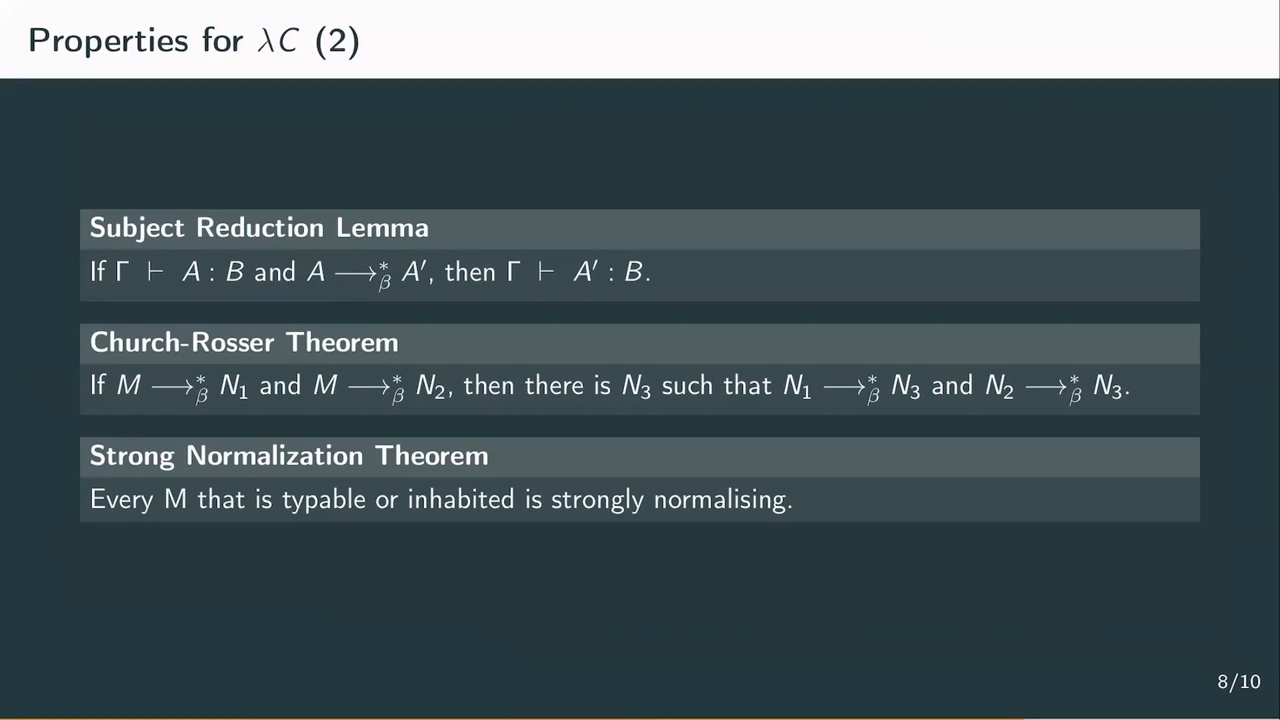 Properties for λC (2)
Subject Reduction Lemma
If Γ ⊢ A : B and A ⟶*β A′, then Γ ⊢ A′ : B.
Church-Rosser Theorem
If M ⟶*β N₁ and M ⟶*β N₂, then there is N₃ such that N₁ ⟶*β N₃ and N₂ ⟶*β N₃.
Strong Normalization Theorem
Every M that is typable or inhabited is strongly normalising.
8/10